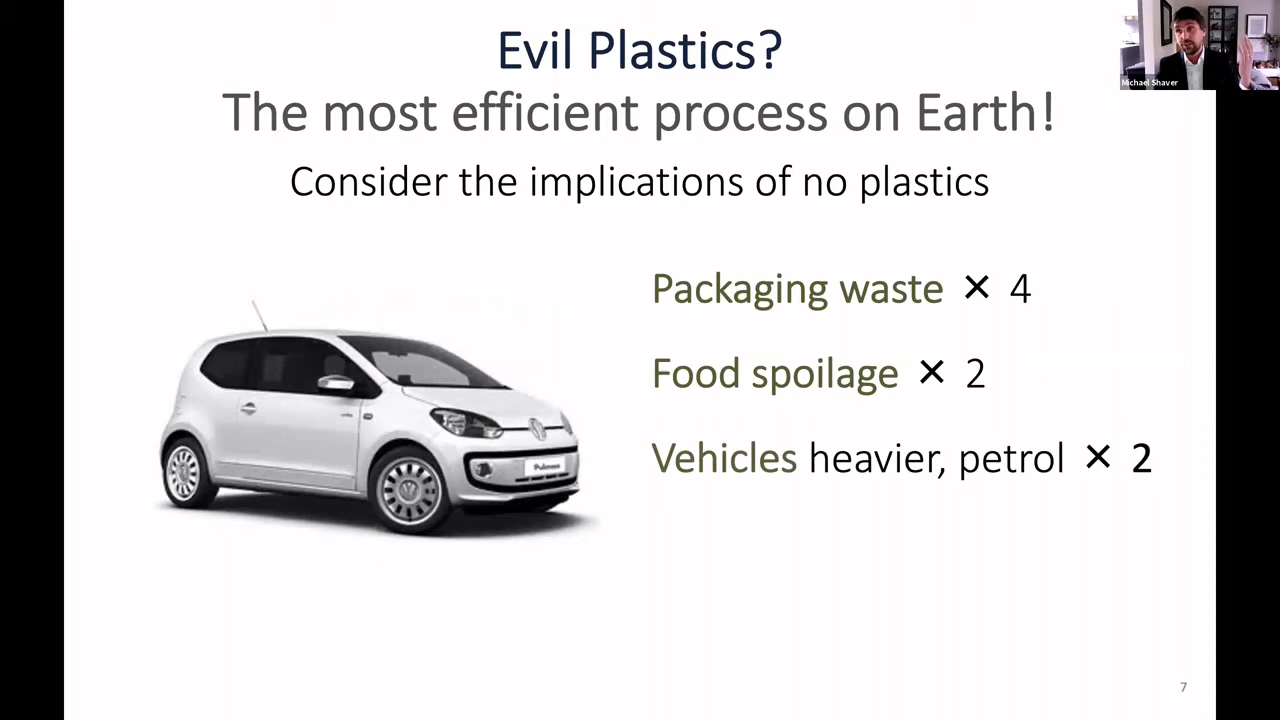 Evil Plastics?
The most efficient process on Earth!
Consider the implications of no plastics
Packaging waste × 4
Food spoilage × 2
Vehicles heavier, petrol × 2
Michael Shaver
7